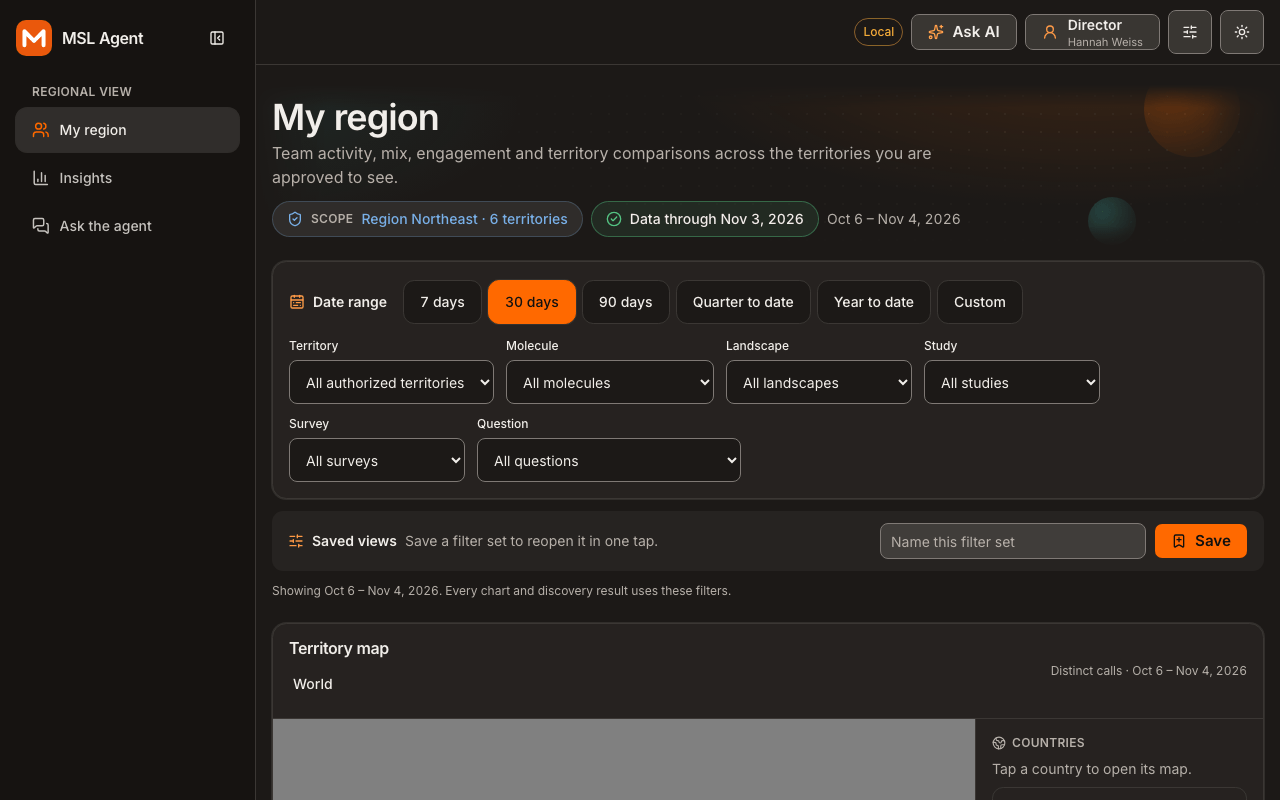 MSL Agent
REGIONAL VIEW
My region
Insights
Ask the agent
Local
Ask AI
Director
Hannah Weiss
My region
Team activity, mix, engagement and territory comparisons across the territories you are
approved to see.
SCOPE Region Northeast · 6 territories
Data through Nov 3, 2026
Oct 6 – Nov 4, 2026
Date range
7 days
30 days
90 days
Quarter to date
Year to date
Custom
Territory
Molecule
Landscape
Study
All authorized territories
All molecules
All landscapes
All studies
Survey
Question
All surveys
All questions
Saved views Save a filter set to reopen it in one tap.
Name this filter set
Save
Showing Oct 6 – Nov 4, 2026. Every chart and discovery result uses these filters.
Territory map
World
Distinct calls · Oct 6 – Nov 4, 2026
COUNTRIES
Tap a country to open its map.